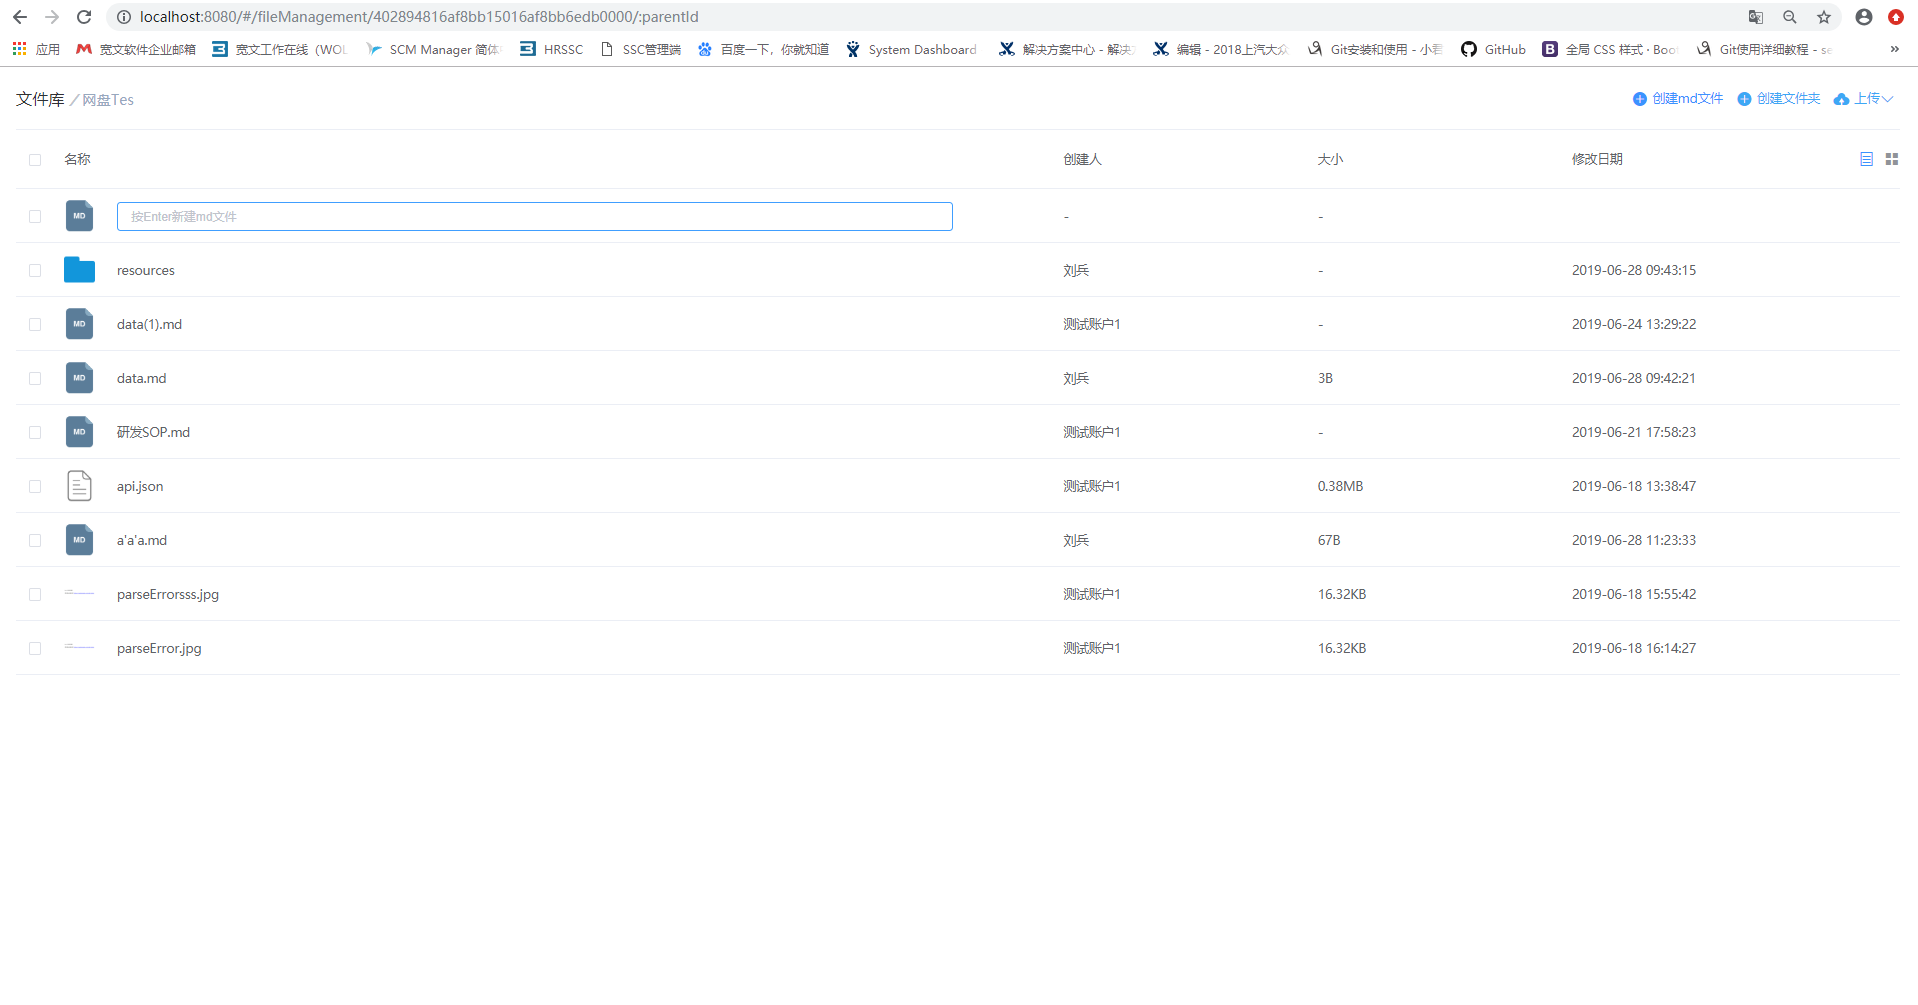 localhost:8080/#/fileManagement/402894816af8bb15016af8bb6edb0000/:parentId
应用 宽文软件企业邮箱 宽文工作在线（WOL SCM Manager 简体 HRSSC SSC管理端 百度一下，你就知道 System Dashboard 解决方案中心 - 解决 编辑 - 2018上汽大众 Git安装和使用 - 小 GitHub B 全局 CSS 样式 · Boo Git使用详细教程 - se »
文件库 / 网盘Tes 创建md文件 创建文件夹 上传
名称 创建人 大小 修改日期
MD 按Enter新建md文件 - -
resources 刘兵 - 2019-06-28 09:43:15
MD data(1).md 测试账户1 - 2019-06-24 13:29:22
MD data.md 刘兵 3B 2019-06-28 09:42:21
MD 研发SOP.md 测试账户1 - 2019-06-21 17:58:23
api.json 测试账户1 0.38MB 2019-06-18 13:38:47
MD a'a'a.md 刘兵 67B 2019-06-28 11:23:33
parseErrorsss.jpg 测试账户1 16.32KB 2019-06-18 15:55:42
parseError.jpg 测试账户1 16.32KB 2019-06-18 16:14:27